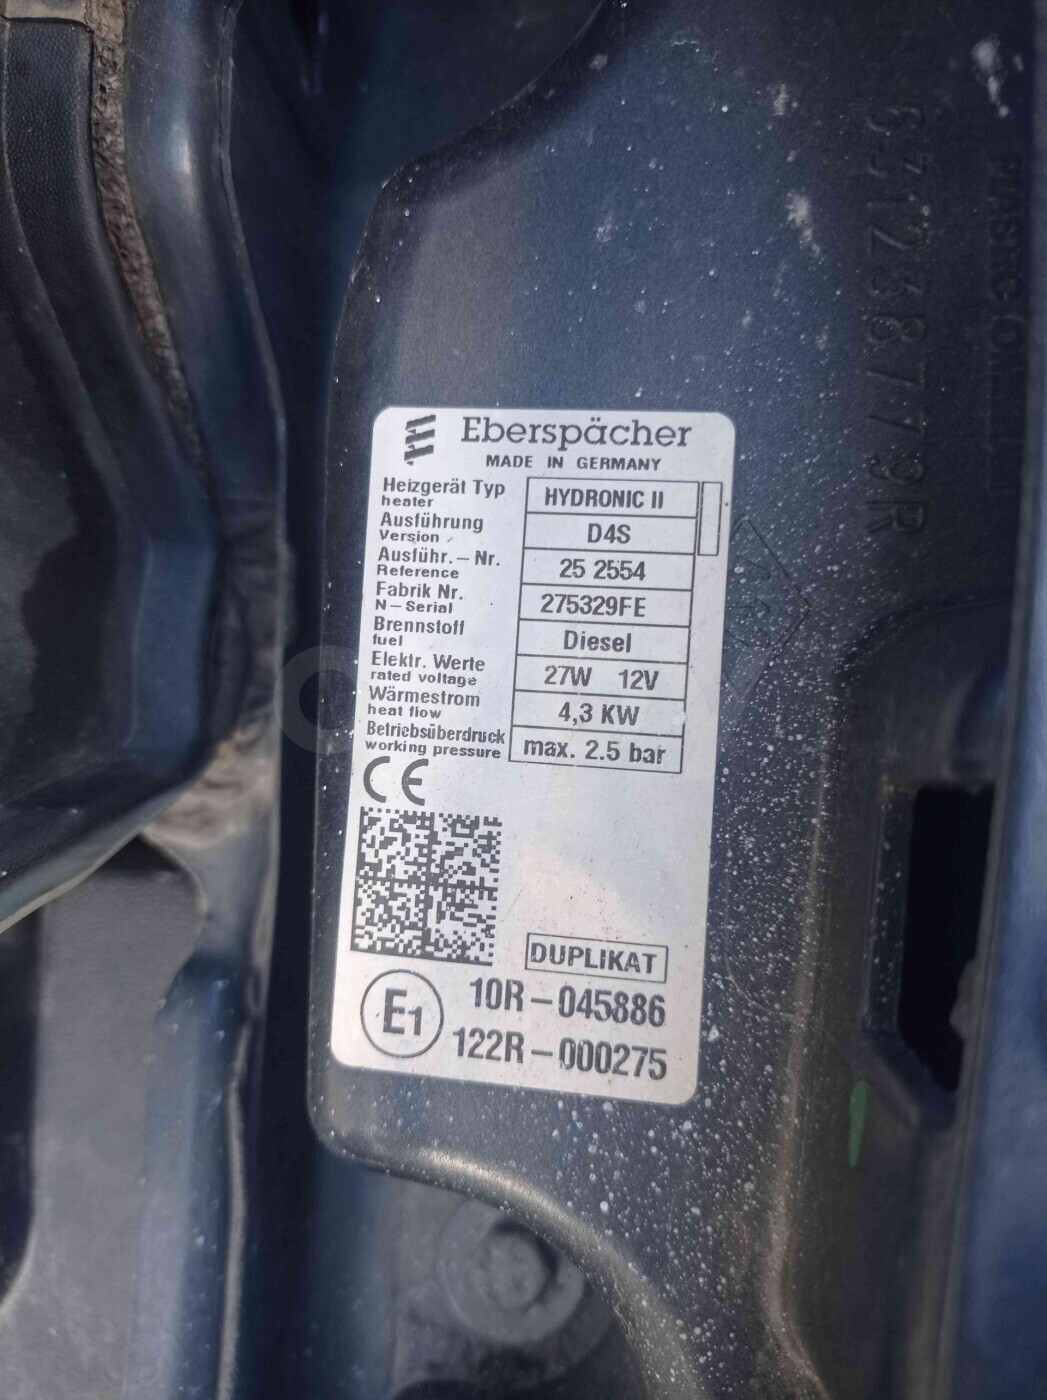 Eberspächer
MADE IN GERMANY
Heizgerät Typ
heater
HYDRONIC II
Ausführung
Version
D4S
Ausführ.-Nr.
Reference
25 2554
Fabrik Nr.
N-Serial
275329FE
Brennstoff
fuel
Diesel
Elektr. Werte
rated voltage
27W 12V
Wärmestrom
heat flow
4,3 KW
Betriebsüberdruck
working pressure
max. 2.5 bar
CE
DUPLIKAT
E1
10R-045886
122R-000275